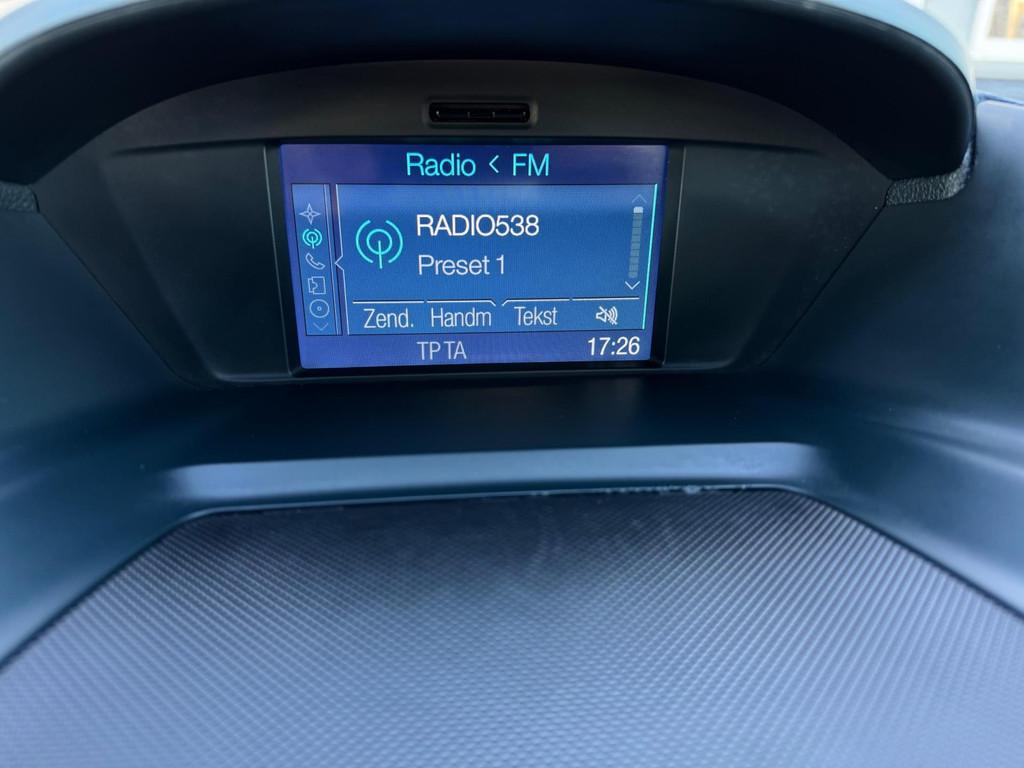 Radio < FM
RADIO538
Preset 1
Zend. Handm Tekst
TP TA 17:26